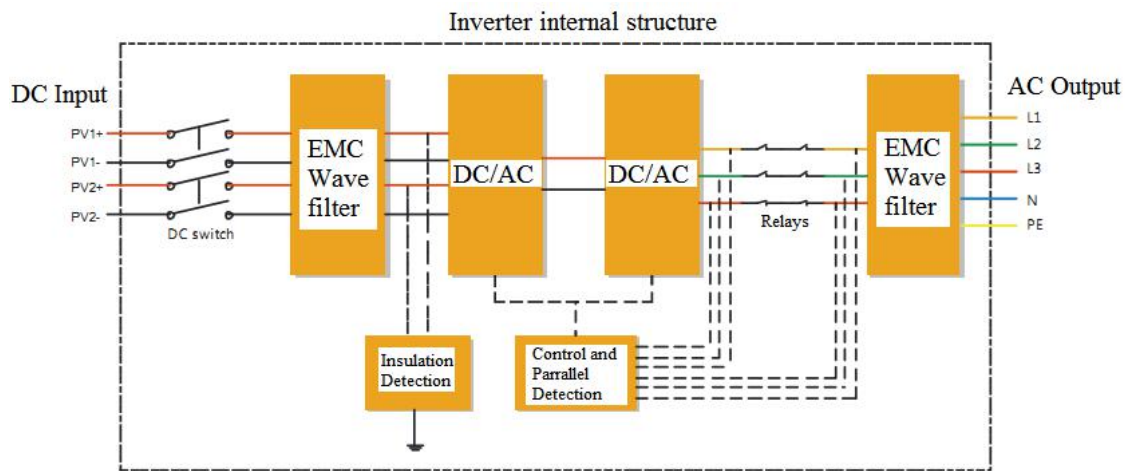 Inverter internal structure
DC Input
AC Output
PV1+
PV1-
PV2+
PV2-
DC switch
EMC
Wave
filter
DC/AC
DC/AC
Relays
EMC
Wave
filter
L1
L2
L3
N
PE
Insulation
Detection
Control and
Parrallel
Detection